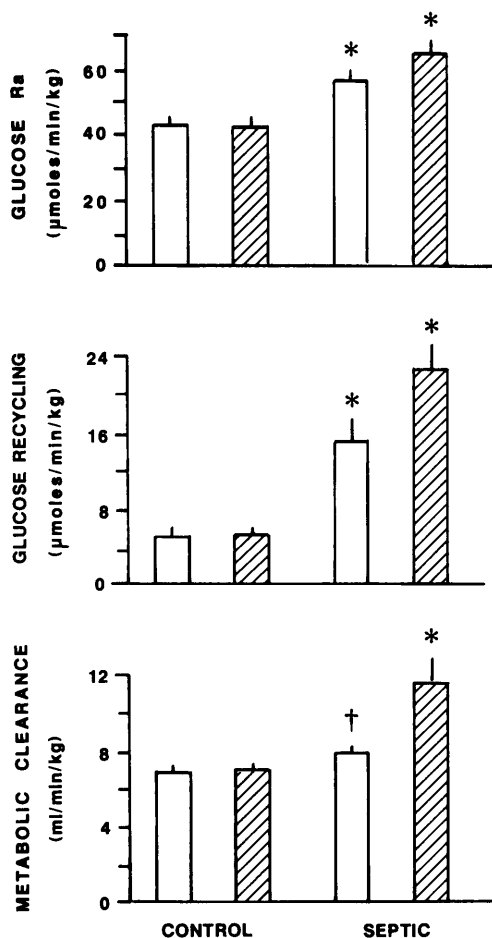 GLUCOSE Ra
(µmoles/min/kg)
60
40
20
0
*
*
GLUCOSE RECYCLING
(µmoles/min/kg)
24
16
8
0
*
*
METABOLIC CLEARANCE
(ml/min/kg)
12
8
4
0
†
*
CONTROL SEPTIC